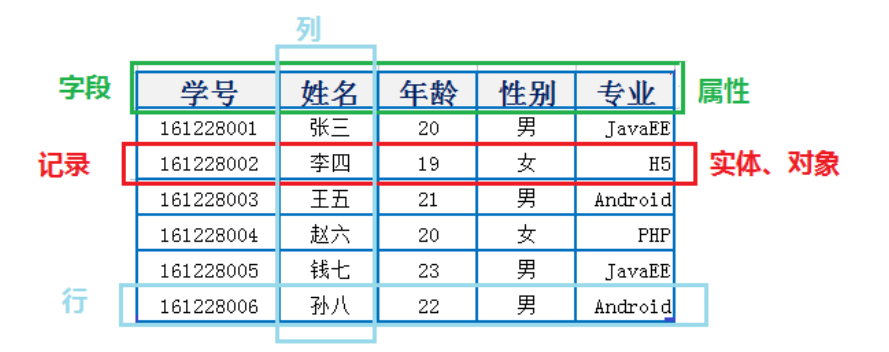 列
字段 学号 姓名 年龄 性别 专业 属性
161228001 张三 20 男 JavaEE
记录 161228002 李四 19 女 H5 实体、对象
161228003 王五 21 男 Android
161228004 赵六 20 女 PHP
161228005 钱七 23 男 JavaEE
行 161228006 孙八 22 男 Android